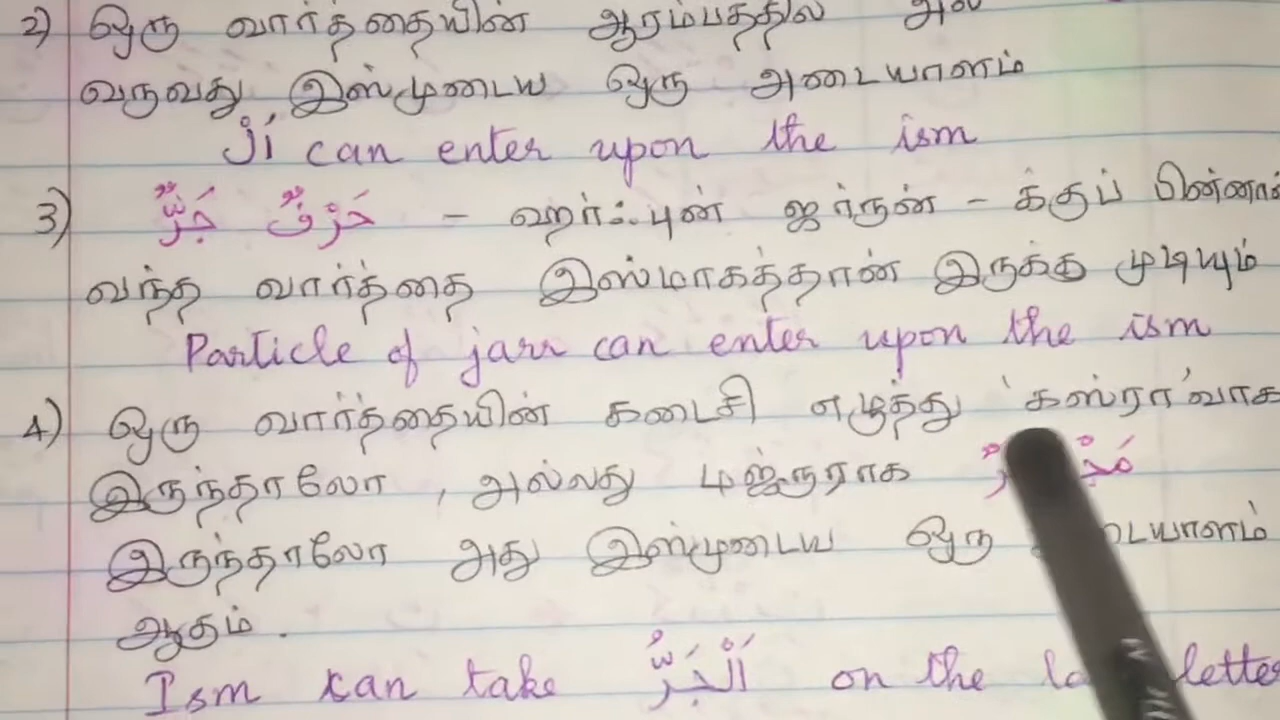 2) ஒரு வார்த்தையின் ஆரம்பத்தில் அல்
வருவது இஸ்முடைய ஒரு அடையாளம்
اَلْ can enter upon the ism
3) حَرْفُ جَرٍّ – ஹர்ஃபுன் ஜர்ருன் – க்குப் பின்னால்
வந்த வார்த்தை இஸ்மாகத்தான் இருக்க முடியும்
Particle of jarr can enter upon the ism
4) ஒரு வார்த்தையின் கடைசி எழுத்து 'கஸ்ரா'வாக
இருந்தாலோ , அல்லது மஜ்ரூராக
இருந்தாலோ அது இஸ்முடைய ஒரு
ஆகும்.
Ism can take اَلْجَرُّ on the letter